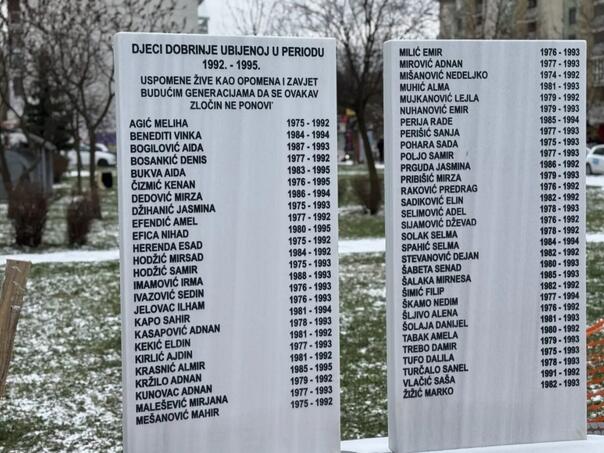 DJECI DOBRINJE UBIJENOJ U PERIODU
1992. - 1995.
USPOMENE ŽIVE KAO OPOMENA I ZAVJET
BUDUĆIM GENERACIJAMA DA SE OVAKAV
ZLOČIN NE PONOVI
AGIĆ MELIHA 1975 - 1992
BENEDITI VINKA 1984 - 1994
BOGILOVIĆ AIDA 1987 - 1993
BOSANKIĆ DENIS 1977 - 1992
BUKVA AIDA 1983 - 1995
ČIZMIĆ KENAN 1976 - 1995
DEDOVIĆ MIRZA 1986 - 1994
DŽIHANIĆ JASMINA 1975 - 1993
EFENDIĆ AMEL 1977 - 1992
EFICA NIHAD 1980 - 1995
HERENDA ESAD 1975 - 1992
HODŽIĆ MIRSAD 1984 - 1992
HODŽIĆ SAMIR 1975 - 1993
IMAMOVIĆ IRMA 1988 - 1993
IVAZOVIĆ SEDIN 1976 - 1993
JELOVAC ILHAM 1976 - 1993
KAPO SAHIR 1981 - 1994
KASAPOVIĆ ADNAN 1978 - 1993
KEKIĆ ELDIN 1981 - 1992
KIRLIĆ AJDIN 1977 - 1993
KRASNIĆ ALMIR 1981 - 1992
KRŽILO ADNAN 1985 - 1995
KUNOVAC ADNAN 1979 - 1992
MALEŠEVIĆ MIRJANA 1977 - 1993
MEŠANOVIĆ MAHIR 1975 - 1992
MILIĆ EMIR 1976 - 1993
MIROVIĆ ADNAN 1977 - 1993
MIŠANOVIĆ NEDELJKO 1974 - 1992
MUHIĆ ALMA 1981 - 1993
MUJKANOVIĆ LEJLA 1979 - 1992
NUHANOVIĆ EMIR 1979 - 1993
PERIJA RADE 1985 - 1994
PERIŠIĆ SANJA 1977 - 1993
POHARA SADA 1975 - 1993
POLJO SAMIR 1977 - 1992
PRGUDA JASMINA 1976 - 1992
PRIBIŠIĆ MIRZA 1979 - 1993
RAKOVIĆ PREDRAG 1976 - 1992
SADIKOVIĆ ELIN 1982 - 1992
SELIMOVIĆ ADEL 1978 - 1993
SIJAMOVIĆ DŽEVAD 1976 - 1992
SOLAK SELMA 1978 - 1992
SPAHIĆ SELMA 1984 - 1994
STEVANOVIĆ DEJAN 1982 - 1992
ŠABETA SENAD 1980 - 1993
ŠALAKA MIRNESA 1985 - 1993
ŠIMIĆ FILIP 1982 - 1992
ŠKAMO NEDIM 1977 - 1994
ŠLJIVO ALENA 1976 - 1992
ŠOLAJA DANIJEL 1981 - 1993
TABAK AMELA 1980 - 1992
TREBO DAMIR 1979 - 1993
TUFO DALILA 1975 - 1993
TURČALO SANEL 1978 - 1993
VLAČIĆ SAŠA 1991 - 1992
ŽIŽIĆ MARKO 1982 - 1993